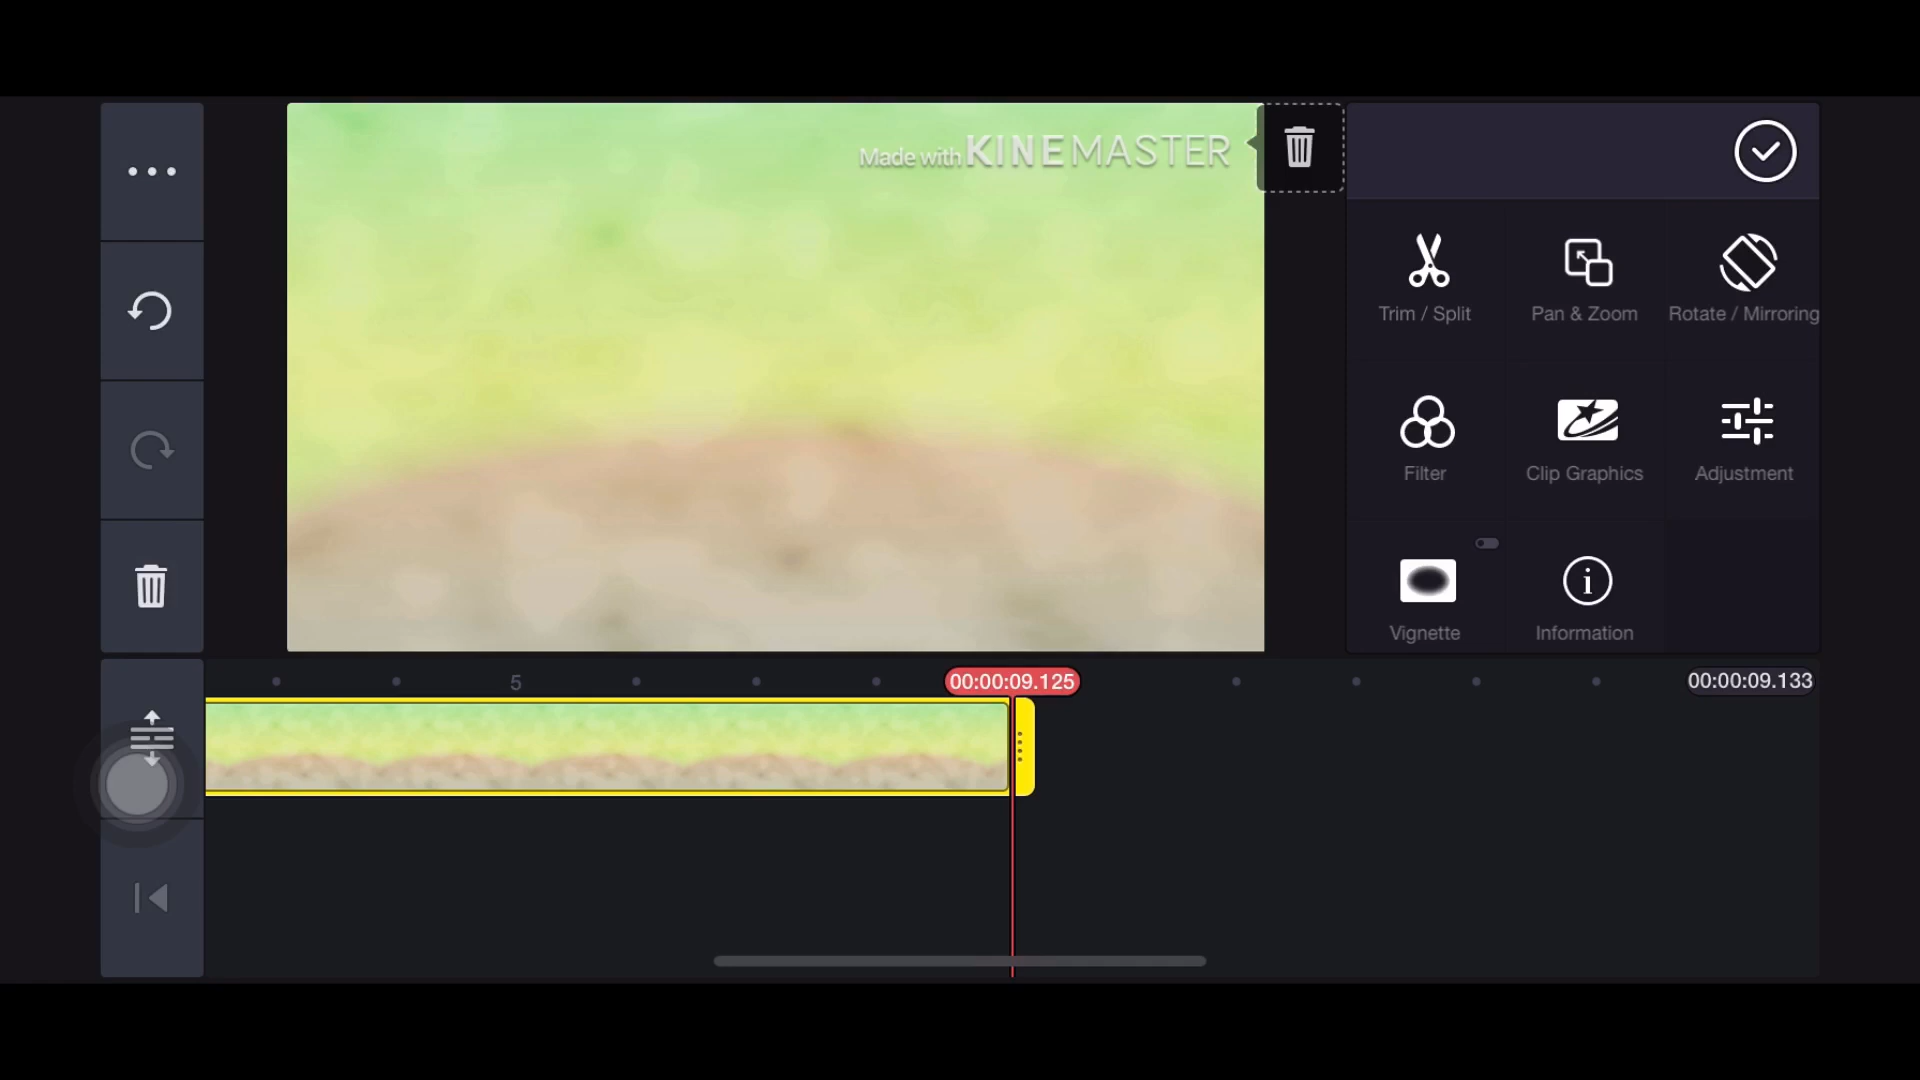 Made with KINEMASTER
Trim / Split
Pan & Zoom
Rotate / Mirroring
Filter
Clip Graphics
Adjustment
Vignette
Information
5
00:00:09.125
00:00:09.133